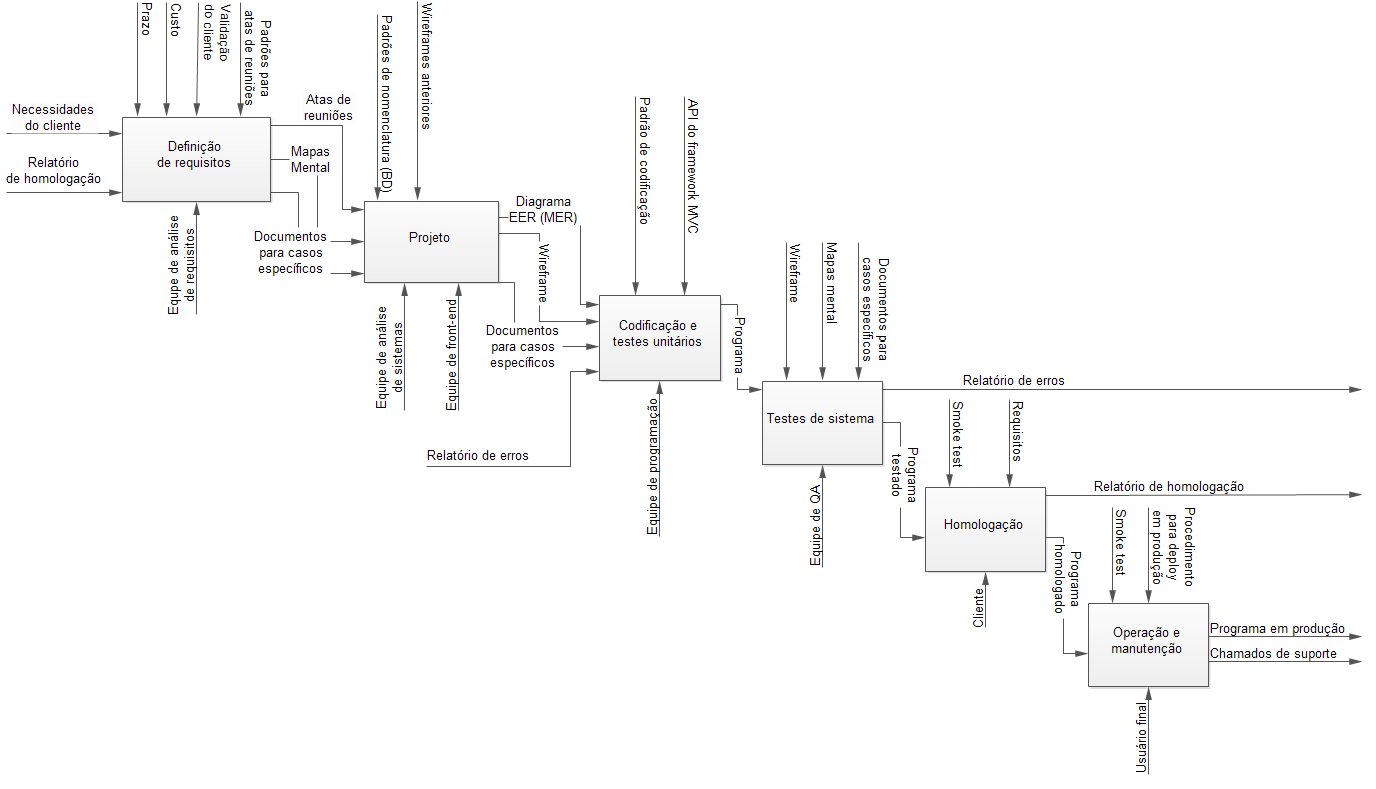 Prazo
Custo
Validação
do cliente
Padrões para
atas de reuniões
Necessidades
do cliente
Relatório
de homologação
Definição
de requisitos
Equpe de análise
de requisitos
Atas de
reuniões
Mapas
Mental
Documentos
para casos
específicos
Padrões de nomenclatura (BD)
Wireframes anteriores
Projeto
Equipe de análise
de sistemas
Equipe de front-end
Diagrama
EER (MER)
Wireframe
Documentos
para casos
específicos
Relatório de erros
Padrão de codificação
API do framework MVC
Codificação e
testes unitários
Equipe de programação
Programa
Wireframe
Mapas mental
Documentos para
casos específicos
Testes de sistema
Equipe de QA
Relatório de erros
Programa
testado
Smoke test
Requisitos
Homologação
Cliente
Relatório de homologação
Programa
homologado
Smoke test
Procedimento
para deploy
em produção
Operação e
manutenção
Usuário final
Programa em produção
Chamados de suporte